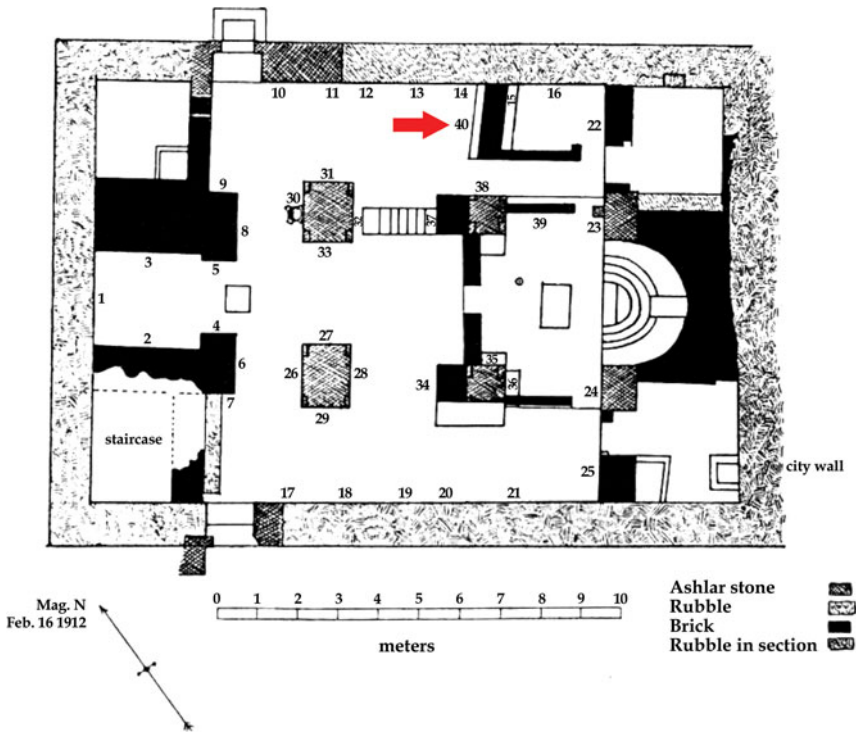 10 11 12 13 14 15 16
40 22
9 30 31 38
8 32 37 39 23
3 5 33
1
2 4 27
6 26 28 34 35 36 24
7 29
staircase
25
city wall
17 18 19 20 21
Mag. N
Feb. 16 1912
0 1 2 3 4 5 6 7 8 9 10
meters
Ashlar stone
Rubble
Brick
Rubble in section